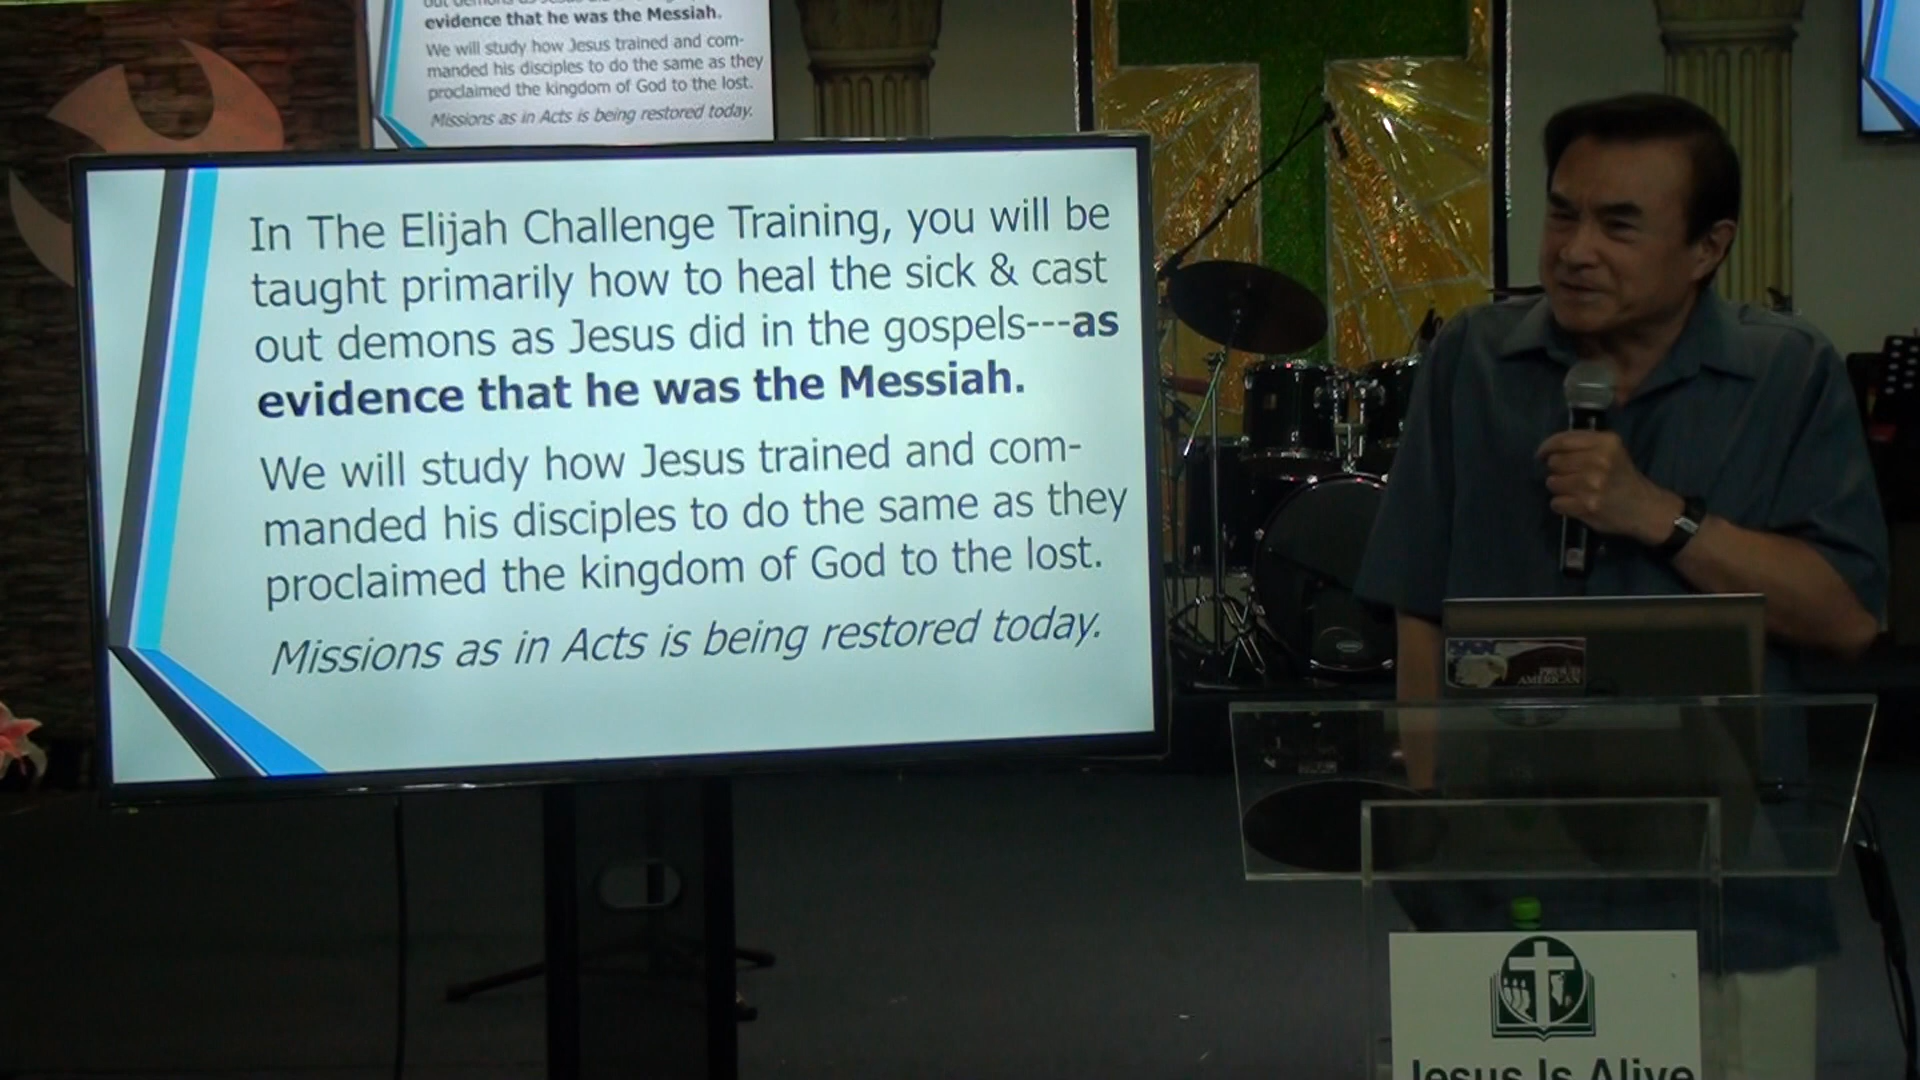 evidence that he was the Messiah.
We will study how Jesus trained and com-
manded his disciples to do the same as they
proclaimed the kingdom of God to the lost.
Missions as in Acts is being restored today.
In The Elijah Challenge Training, you will be
taught primarily how to heal the sick & cast
out demons as Jesus did in the gospels---as
evidence that he was the Messiah.
We will study how Jesus trained and com-
manded his disciples to do the same as they
proclaimed the kingdom of God to the lost.
Missions as in Acts is being restored today.
PROUD
AMERICAN
Jesus Is Alive